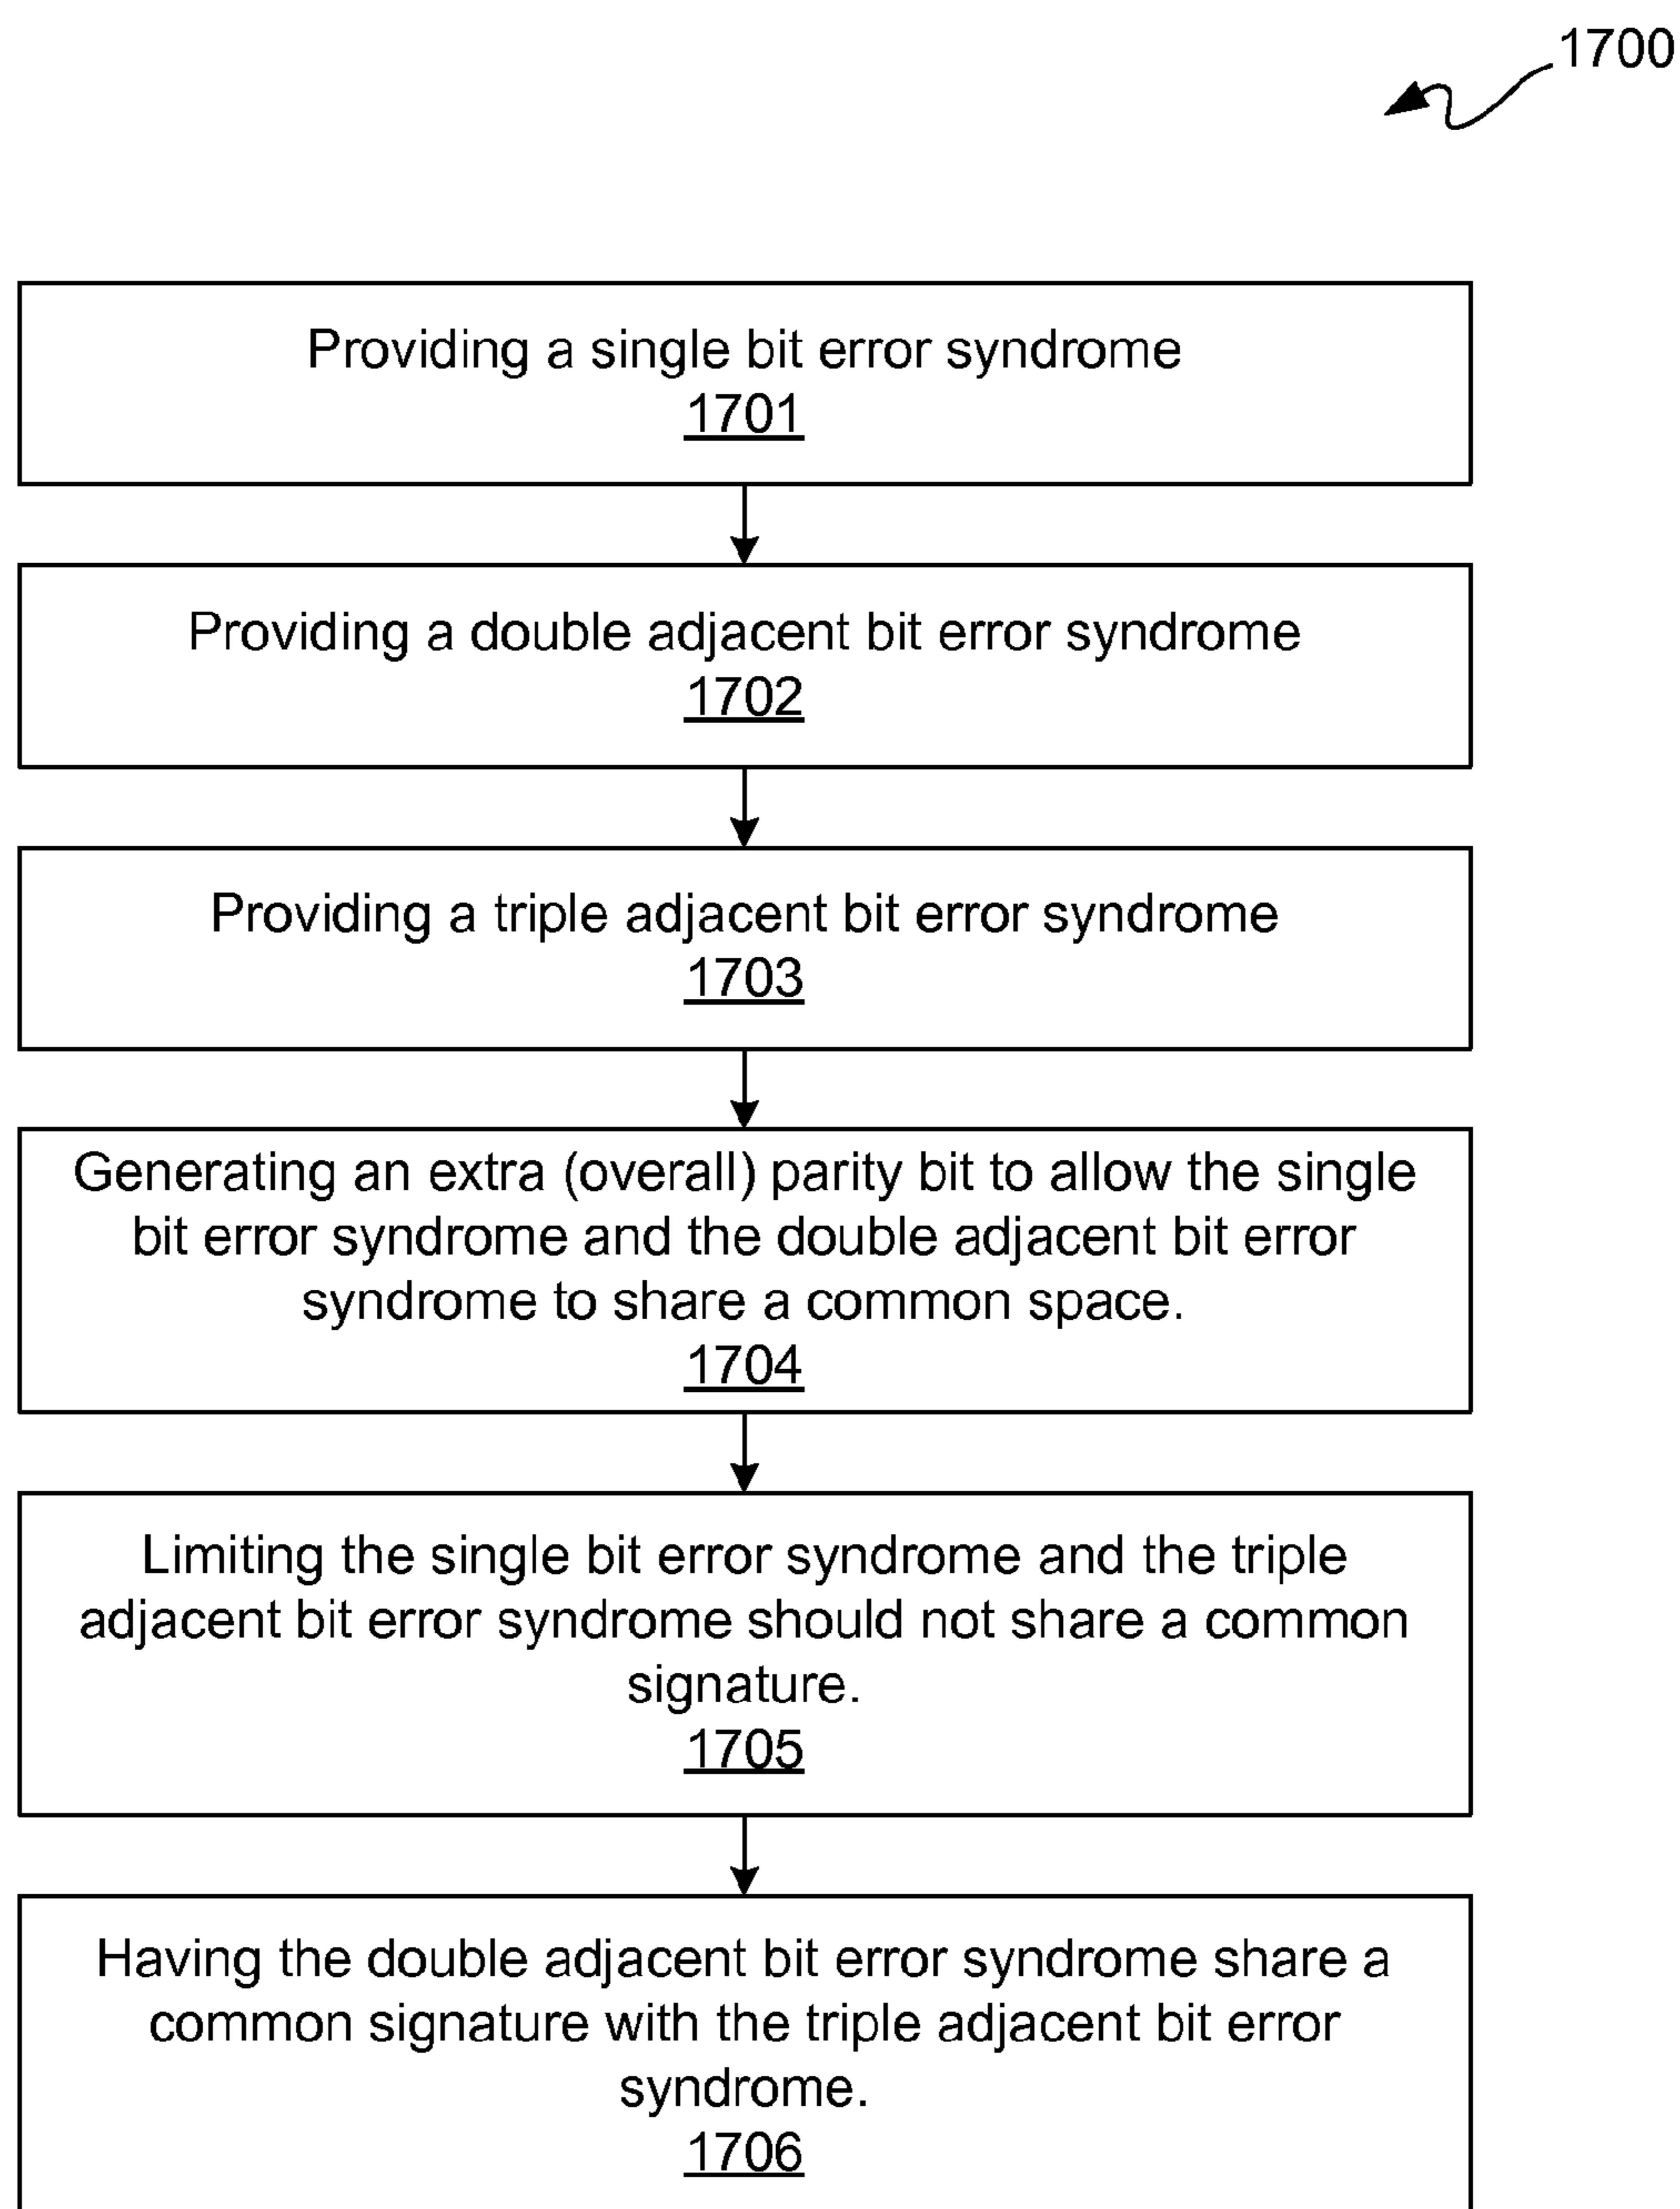 1700
Providing a single bit error syndrome
1701
Providing a double adjacent bit error syndrome
1702
Providing a triple adjacent bit error syndrome
1703
Generating an extra (overall) parity bit to allow the single
bit error syndrome and the double adjacent bit error
syndrome to share a common space.
1704
Limiting the single bit error syndrome and the triple
adjacent bit error syndrome should not share a common
signature.
1705
Having the double adjacent bit error syndrome share a
common signature with the triple adjacent bit error
syndrome.
1706